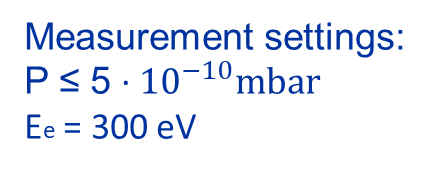 Measurement settings:
P ≤ 5 · 10⁻¹⁰mbar
Eₑ = 300 eV